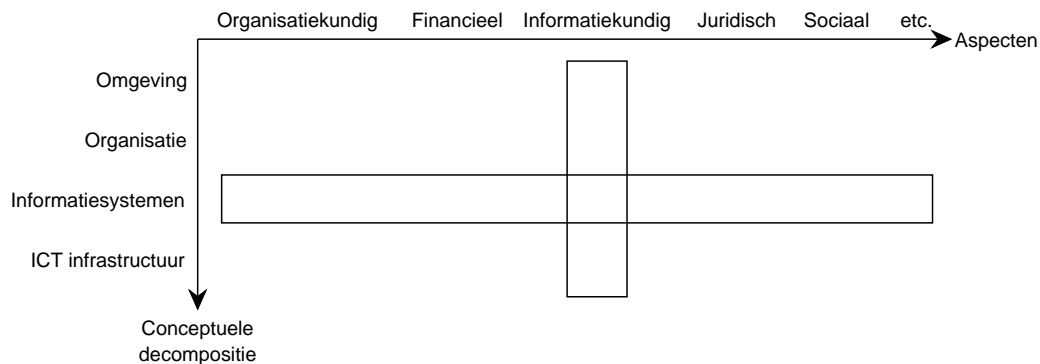 Organisatiekundig Financieel Informatiekundig Juridisch Sociaal etc.
Aspecten
Omgeving
Organisatie
Informatiesystemen
ICT infrastructuur
Conceptuele
decompositie